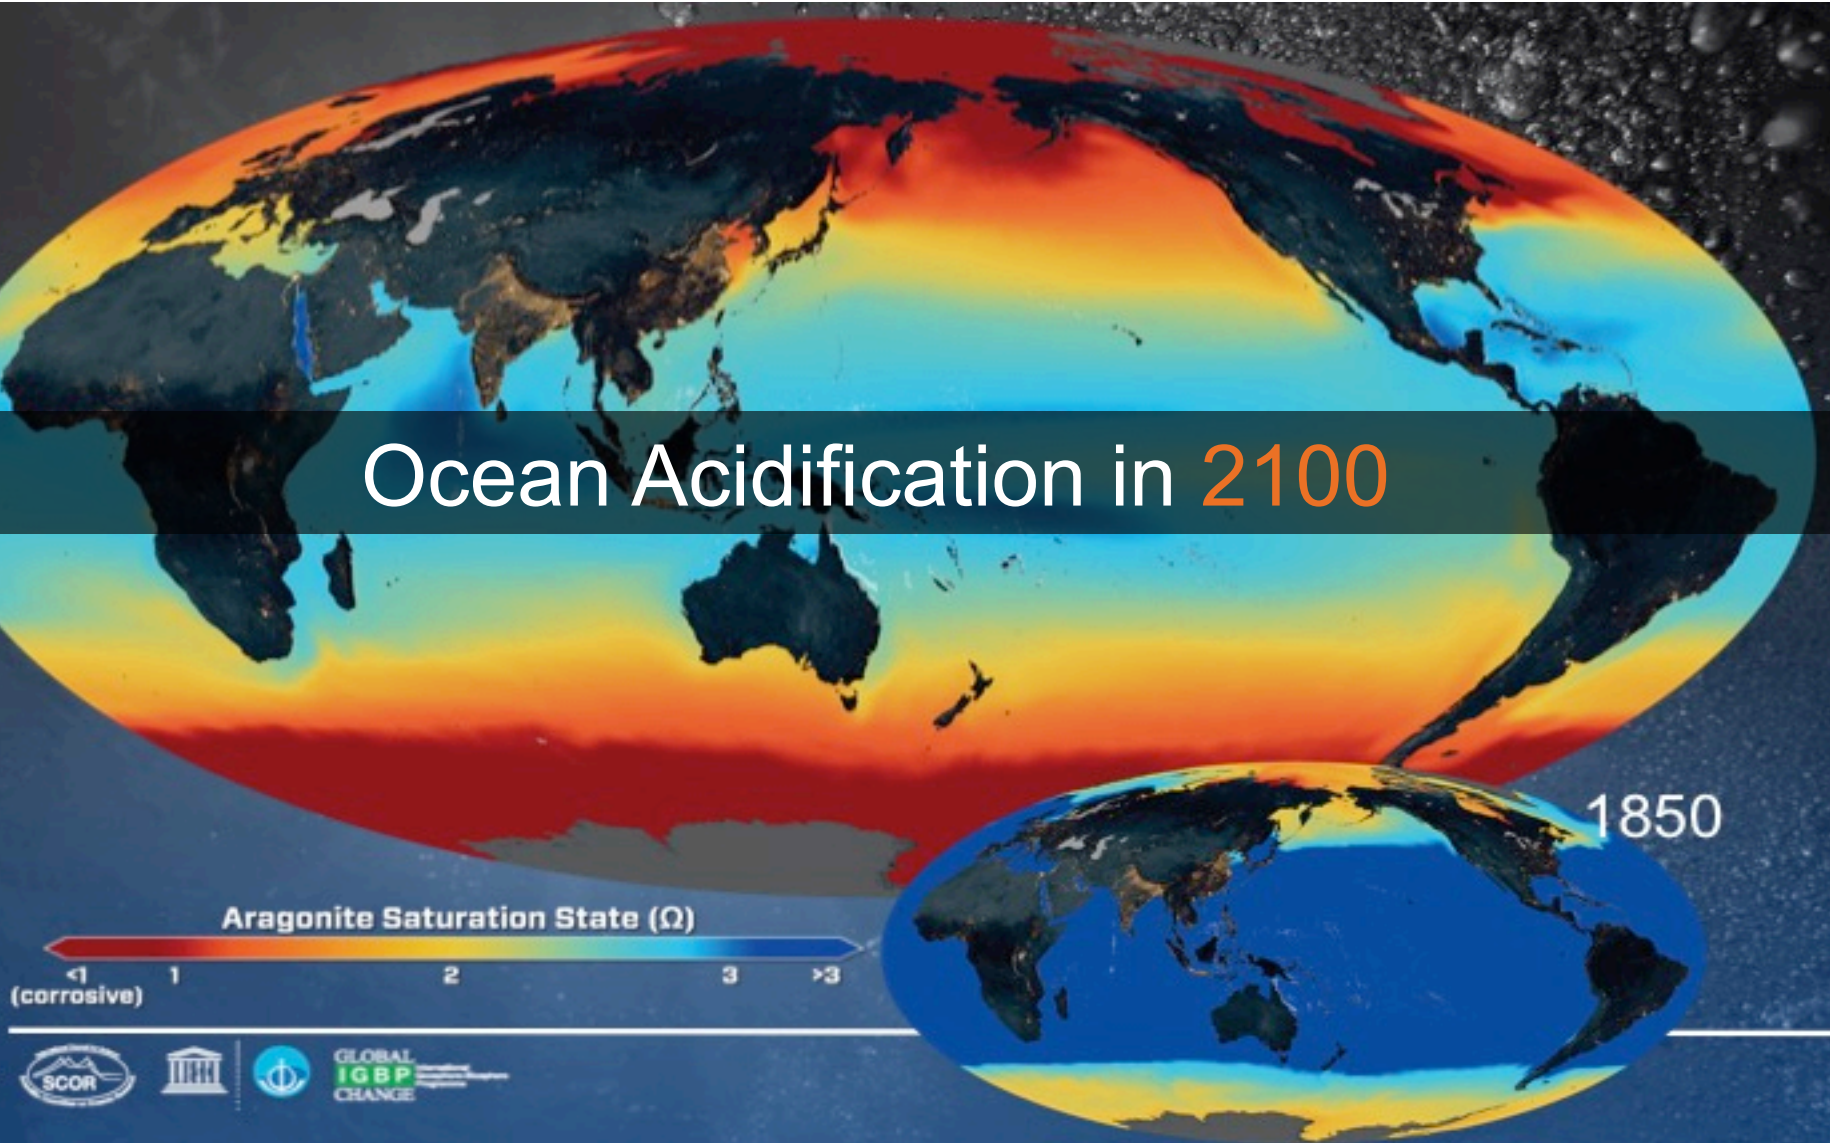 Ocean Acidification in 2100
1850
Aragonite Saturation State (Ω)
<1 1 2 3 >3
(corrosive)
SCOR
GLOBAL
IGBP
CHANGE